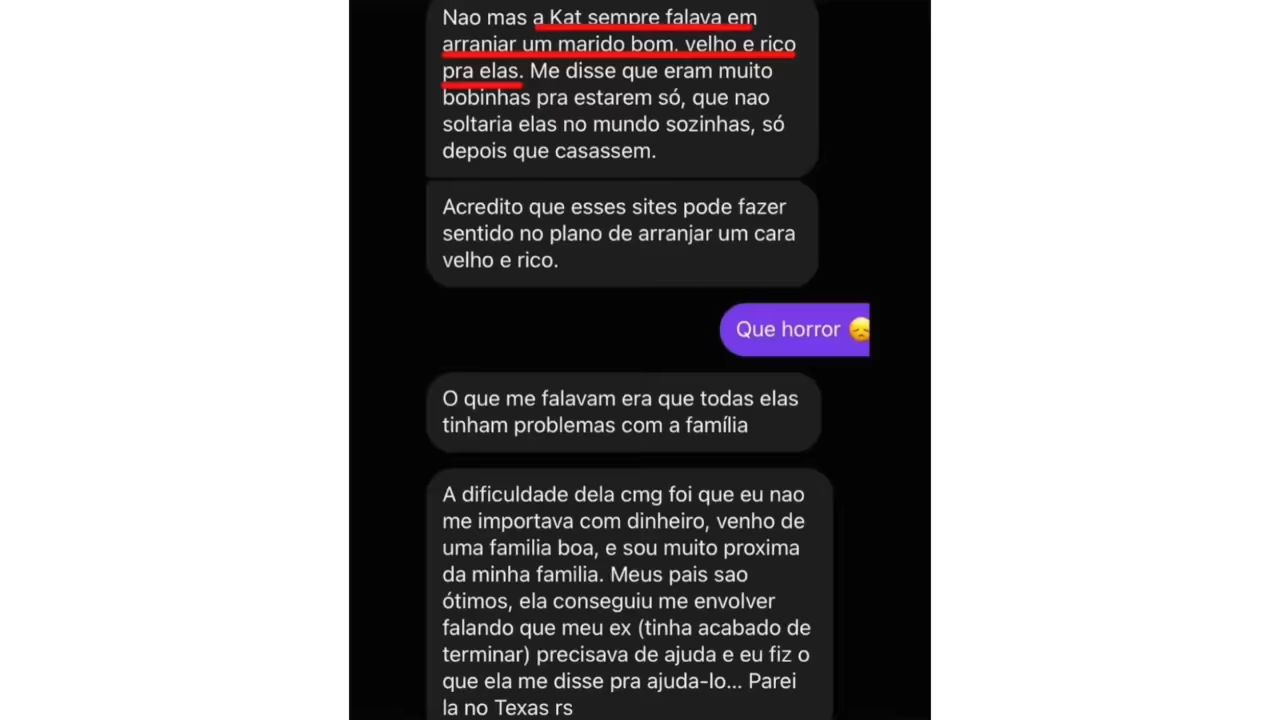 Nao mas a Kat sempre falava em
arranjar um marido bom, velho e rico
pra elas. Me disse que eram muito
bobinhas pra estarem só, que nao
soltaria elas no mundo sozinhas, só
depois que casassem.
Acredito que esses sites pode fazer
sentido no plano de arranjar um cara
velho e rico.
Que horror 😞
O que me falavam era que todas elas
tinham problemas com a família
A dificuldade dela cmg foi que eu nao
me importava com dinheiro, venho de
uma familia boa, e sou muito proxima
da minha familia. Meus pais sao
ótimos, ela conseguiu me envolver
falando que meu ex (tinha acabado de
terminar) precisava de ajuda e eu fiz o
que ela me disse pra ajuda-lo... Parei
la no Texas rs